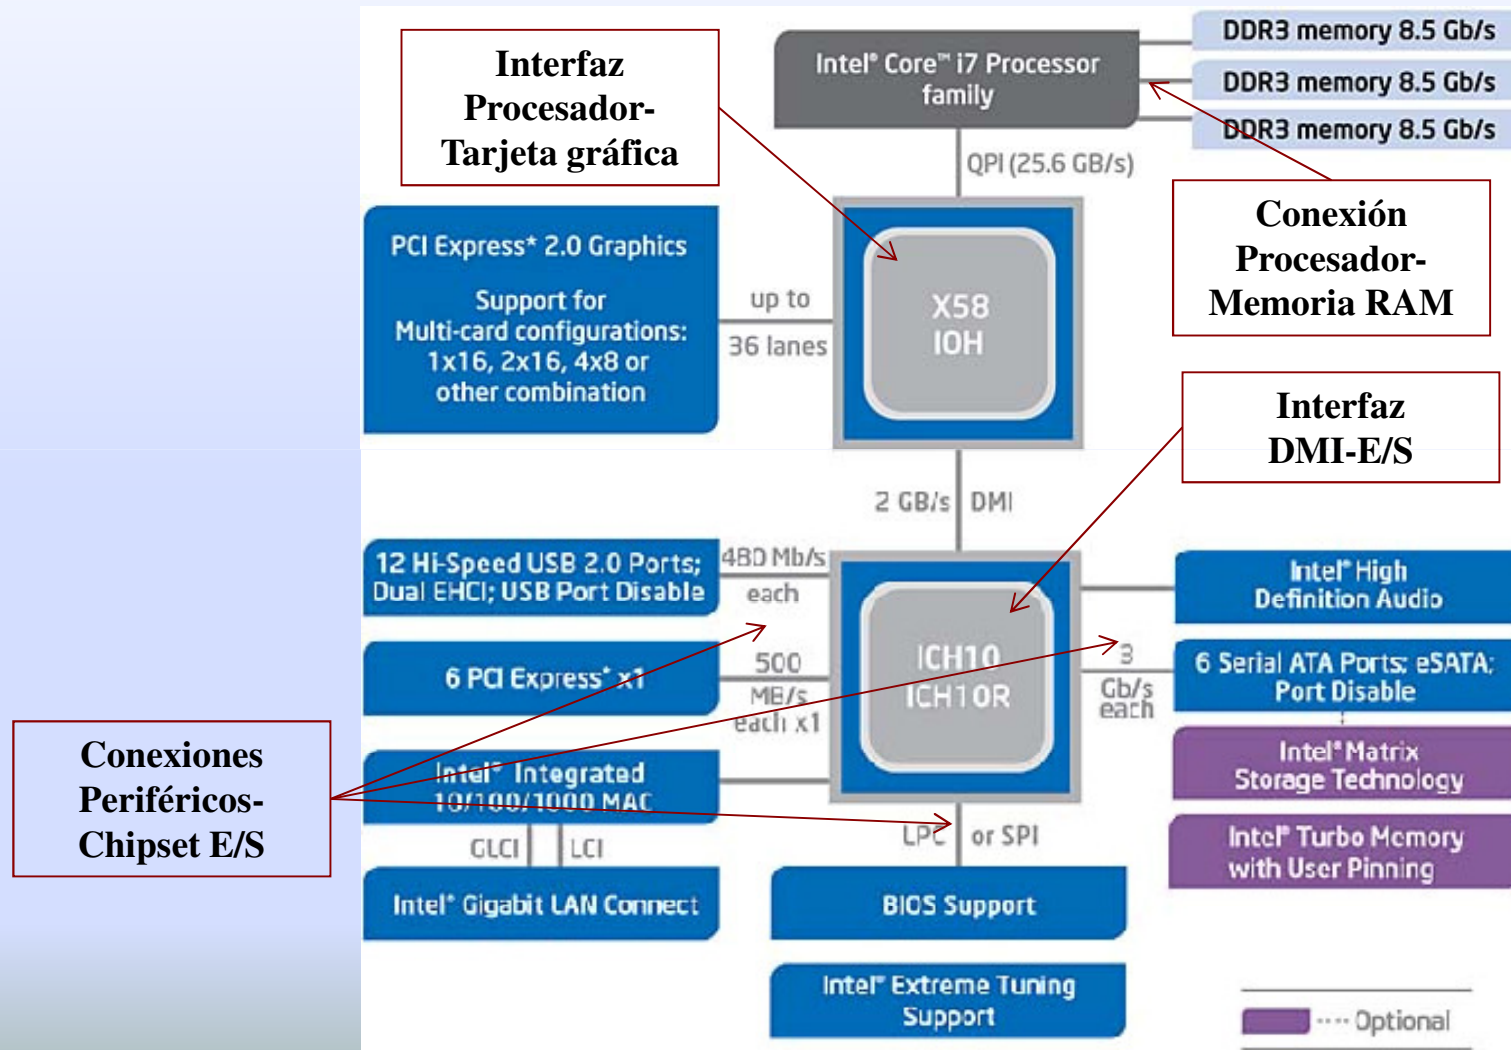 Interfaz
Procesador-
Tarjeta gráfica
Intel® Core™ i7 Processor
family
DDR3 memory 8.5 Gb/s
DDR3 memory 8.5 Gb/s
DDR3 memory 8.5 Gb/s
QPI (25.6 GB/s)
Conexión
Procesador-
Memoria RAM
PCI Express* 2.0 Graphics
Support for
Multi-card configurations:
1x16, 2x16, 4x8 or
other combination
up to
36 lanes
X58
IOH
Interfaz
DMI-E/S
2 GB/s DMI
12 Hi-Speed USB 2.0 Ports;
Dual EHCI; USB Port Disable
480 Mb/s
each
Intel® High
Definition Audio
6 PCI Express* x1
500
MB/s
each x1
ICH10
ICH10R
3
Gb/s
each
6 Serial ATA Ports; eSATA;
Port Disable
Conexiones
Periféricos-
Chipset E/S
Intel® Integrated
10/100/1000 MAC
Intel® Matrix
Storage Technology
GLCI LCI
LPC or SPI
Intel® Turbo Memory
with User Pinning
Intel® Gigabit LAN Connect
BIOS Support
Intel® Extreme Tuning
Support
Optional